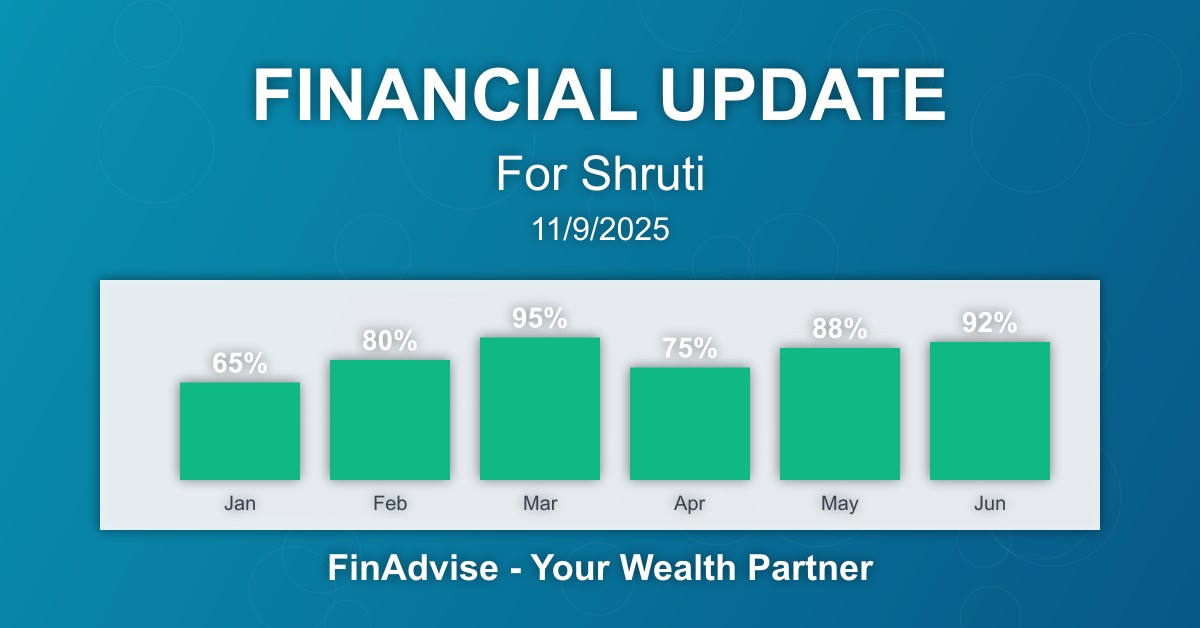 FINANCIAL UPDATE
For Shruti
11/9/2025
65% 80% 95% 75% 88% 92%
Jan Feb Mar Apr May Jun
FinAdvise - Your Wealth Partner